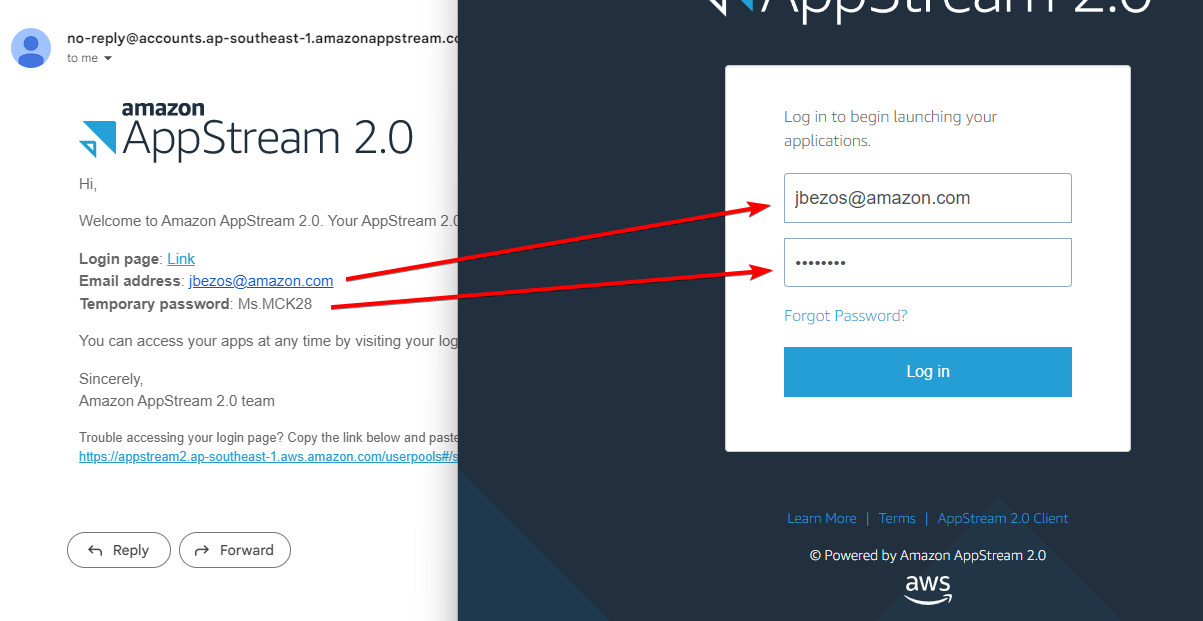 no-reply@accounts.ap-southeast-1.amazonappstream.co
to me
amazon
AppStream 2.0
Hi,
Welcome to Amazon AppStream 2.0. Your AppStream 2.0
Login page: Link
Email address: jbezos@amazon.com
Temporary password: Ms.MCK28
You can access your apps at any time by visiting your log
Sincerely,
Amazon AppStream 2.0 team
Trouble accessing your login page? Copy the link below and paste
https://appstream2.ap-southeast-1.aws.amazon.com/userpools#/s
Reply
Forward
AppStream 2.0
Log in to begin launching your
applications.
jbezos@amazon.com
••••••••
Forgot Password?
Log in
Learn More | Terms | AppStream 2.0 Client
© Powered by Amazon AppStream 2.0
aws